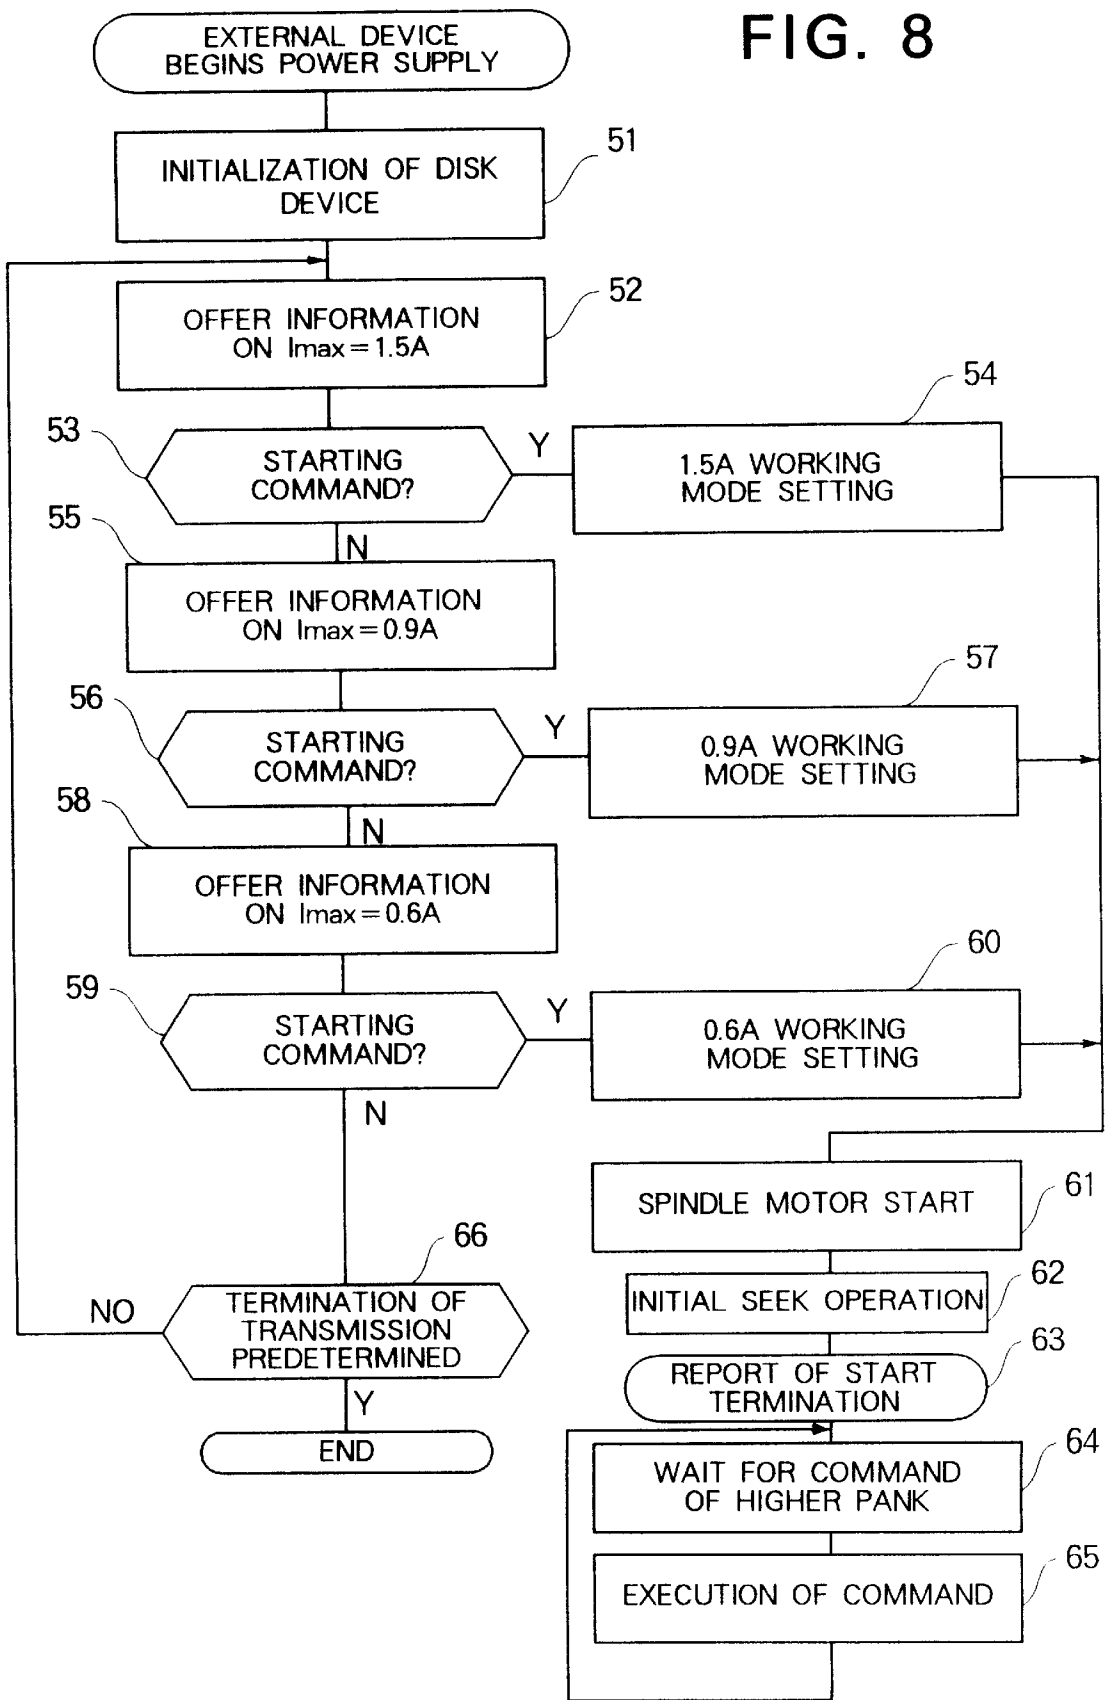 FIG. 8
EXTERNAL DEVICE
BEGINS POWER SUPPLY
51
INITIALIZATION OF DISK
DEVICE
52
OFFER INFORMATION
ON Imax=1.5A
53
STARTING
COMMAND?
Y
54
1.5A WORKING
MODE SETTING
N
55
OFFER INFORMATION
ON Imax=0.9A
56
STARTING
COMMAND?
Y
57
0.9A WORKING
MODE SETTING
N
58
OFFER INFORMATION
ON Imax=0.6A
59
STARTING
COMMAND?
Y
60
0.6A WORKING
MODE SETTING
N
61
SPINDLE MOTOR START
62
INITIAL SEEK OPERATION
63
REPORT OF START
TERMINATION
64
WAIT FOR COMMAND
OF HIGHER PANK
65
EXECUTION OF COMMAND
66
TERMINATION OF
TRANSMISSION
PREDETERMINED
NO
Y
END